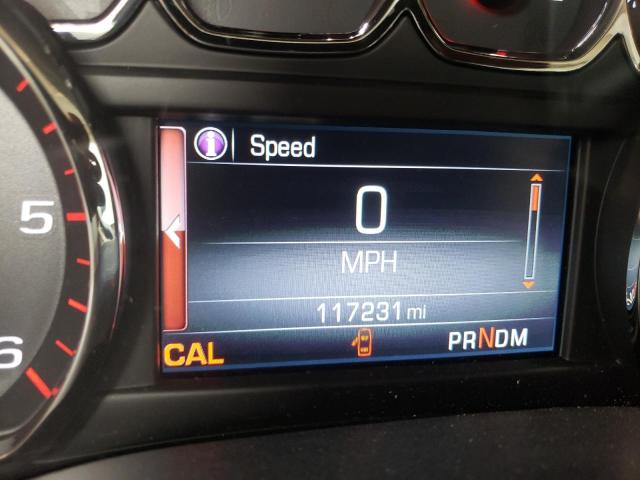 Speed
0
MPH
117231 mi
CAL
PRNDM
5
6